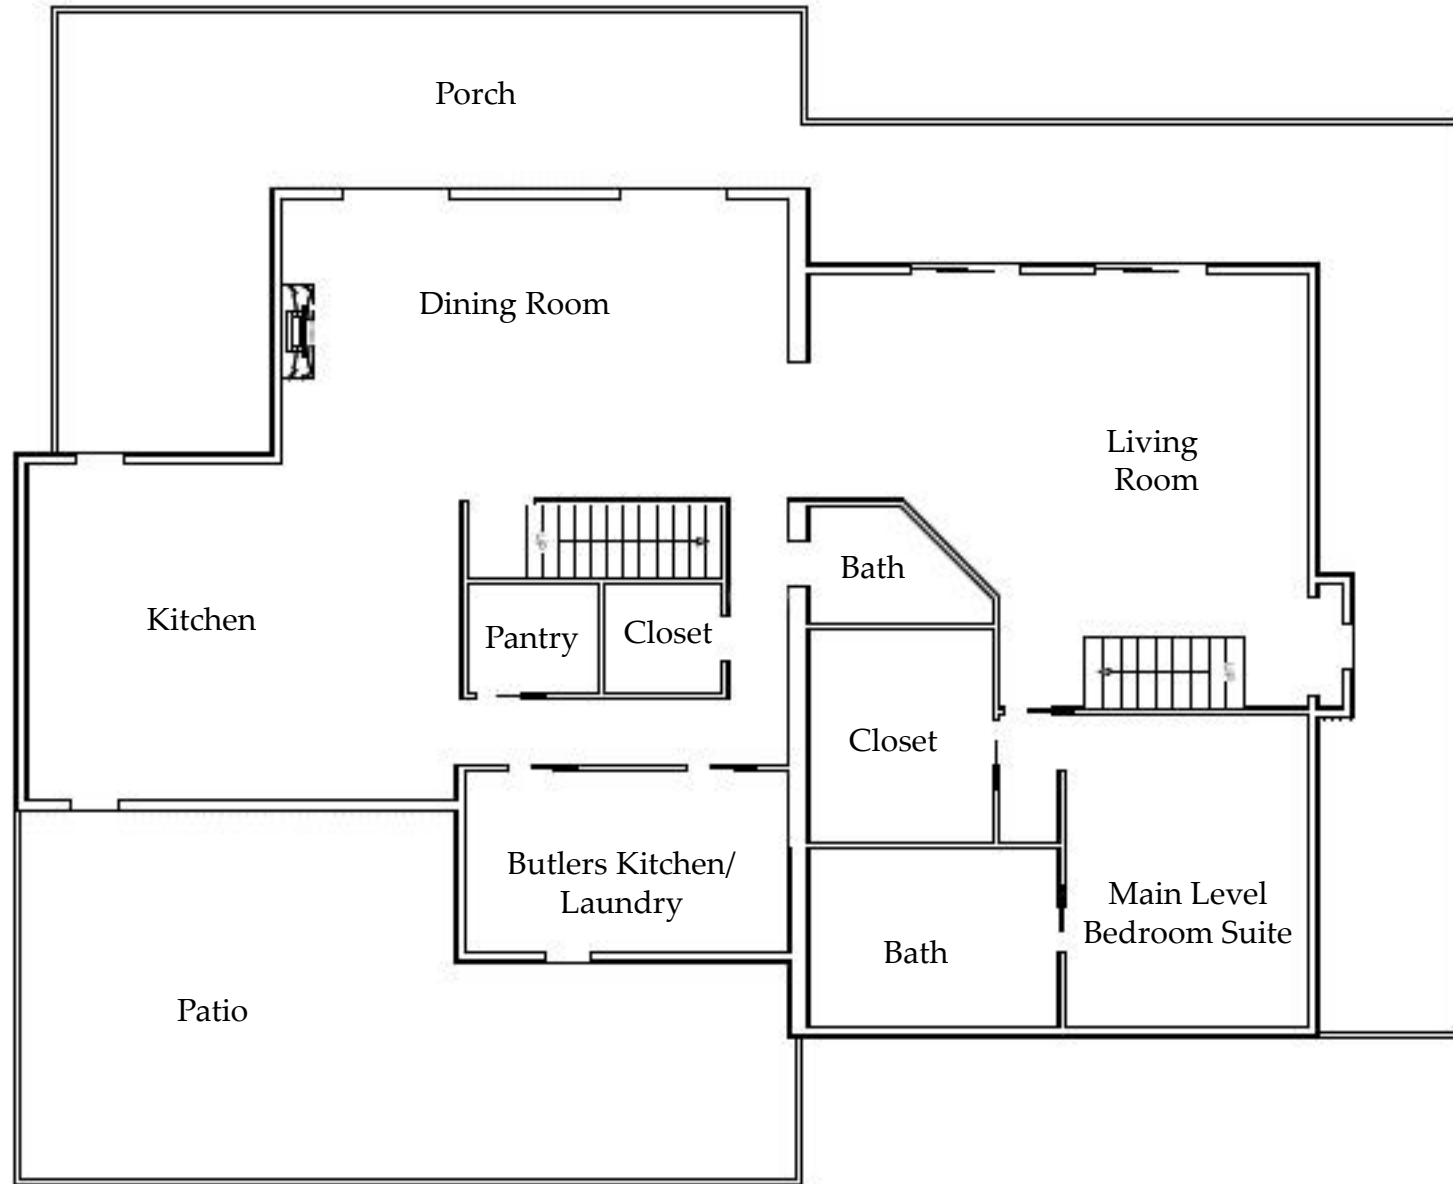 Porch
Dining Room
Living
Room
Bath
Kitchen
Pantry
Closet
Closet
Butlers Kitchen/
Laundry
Main Level
Bedroom Suite
Bath
Patio